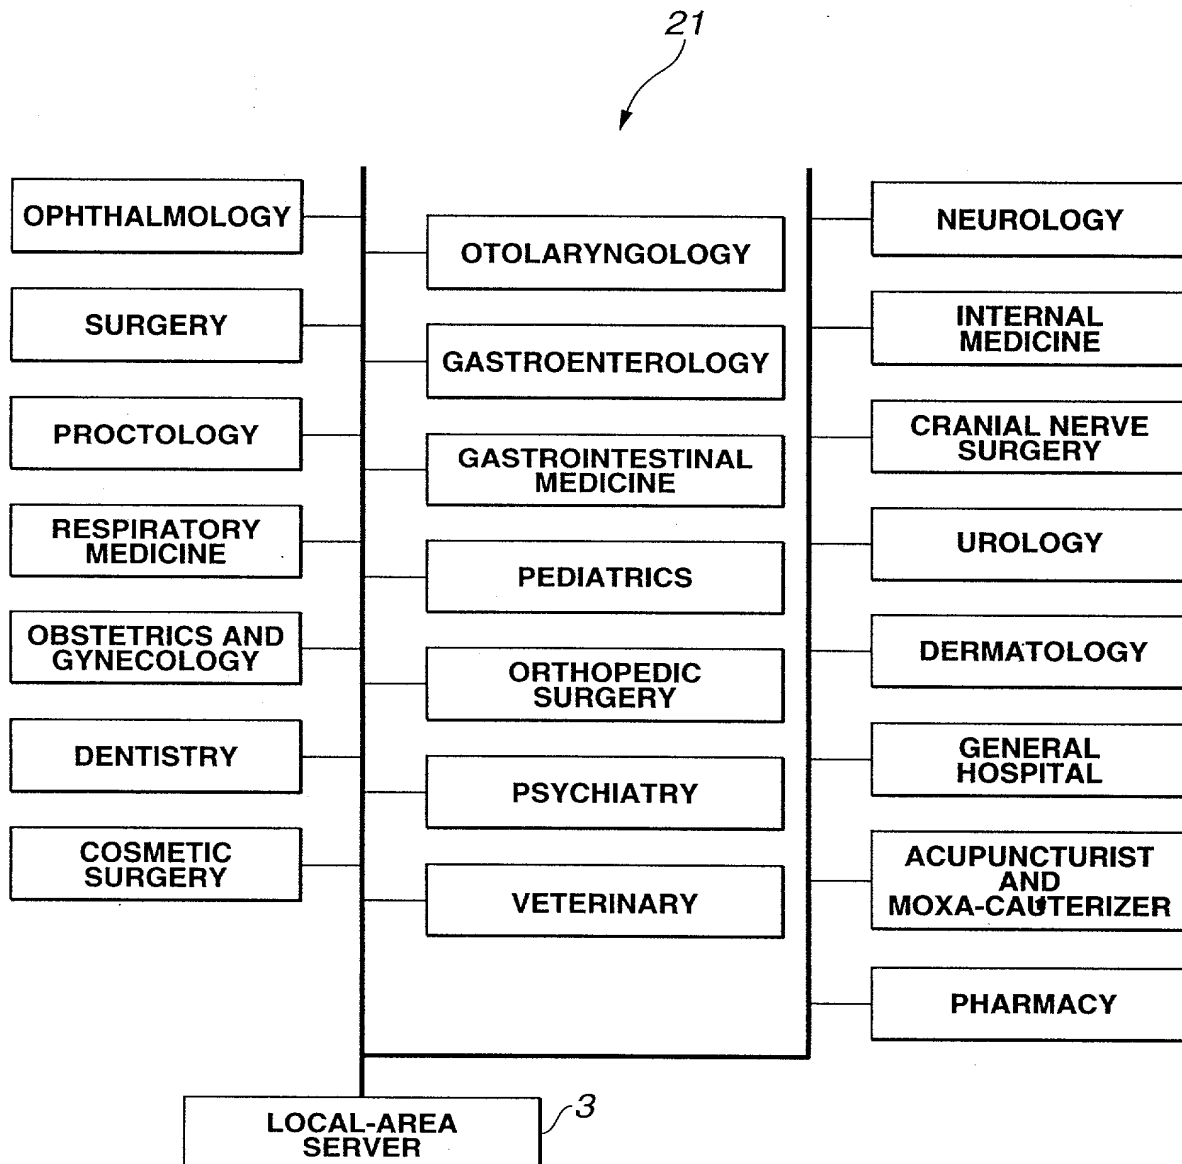 21
OPHTHALMOLOGY
SURGERY
PROCTOLOGY
RESPIRATORY
MEDICINE
OBSTETRICS AND
GYNECOLOGY
DENTISTRY
COSMETIC
SURGERY
OTOLARYNGOLOGY
GASTROENTEROLOGY
GASTROINTESTINAL
MEDICINE
PEDIATRICS
ORTHOPEDIC
SURGERY
PSYCHIATRY
VETERINARY
NEUROLOGY
INTERNAL
MEDICINE
CRANIAL NERVE
SURGERY
UROLOGY
DERMATOLOGY
GENERAL
HOSPITAL
ACUPUNCTURIST
AND
MOXA-CAUTERIZER
PHARMACY
LOCAL-AREA
SERVER
3